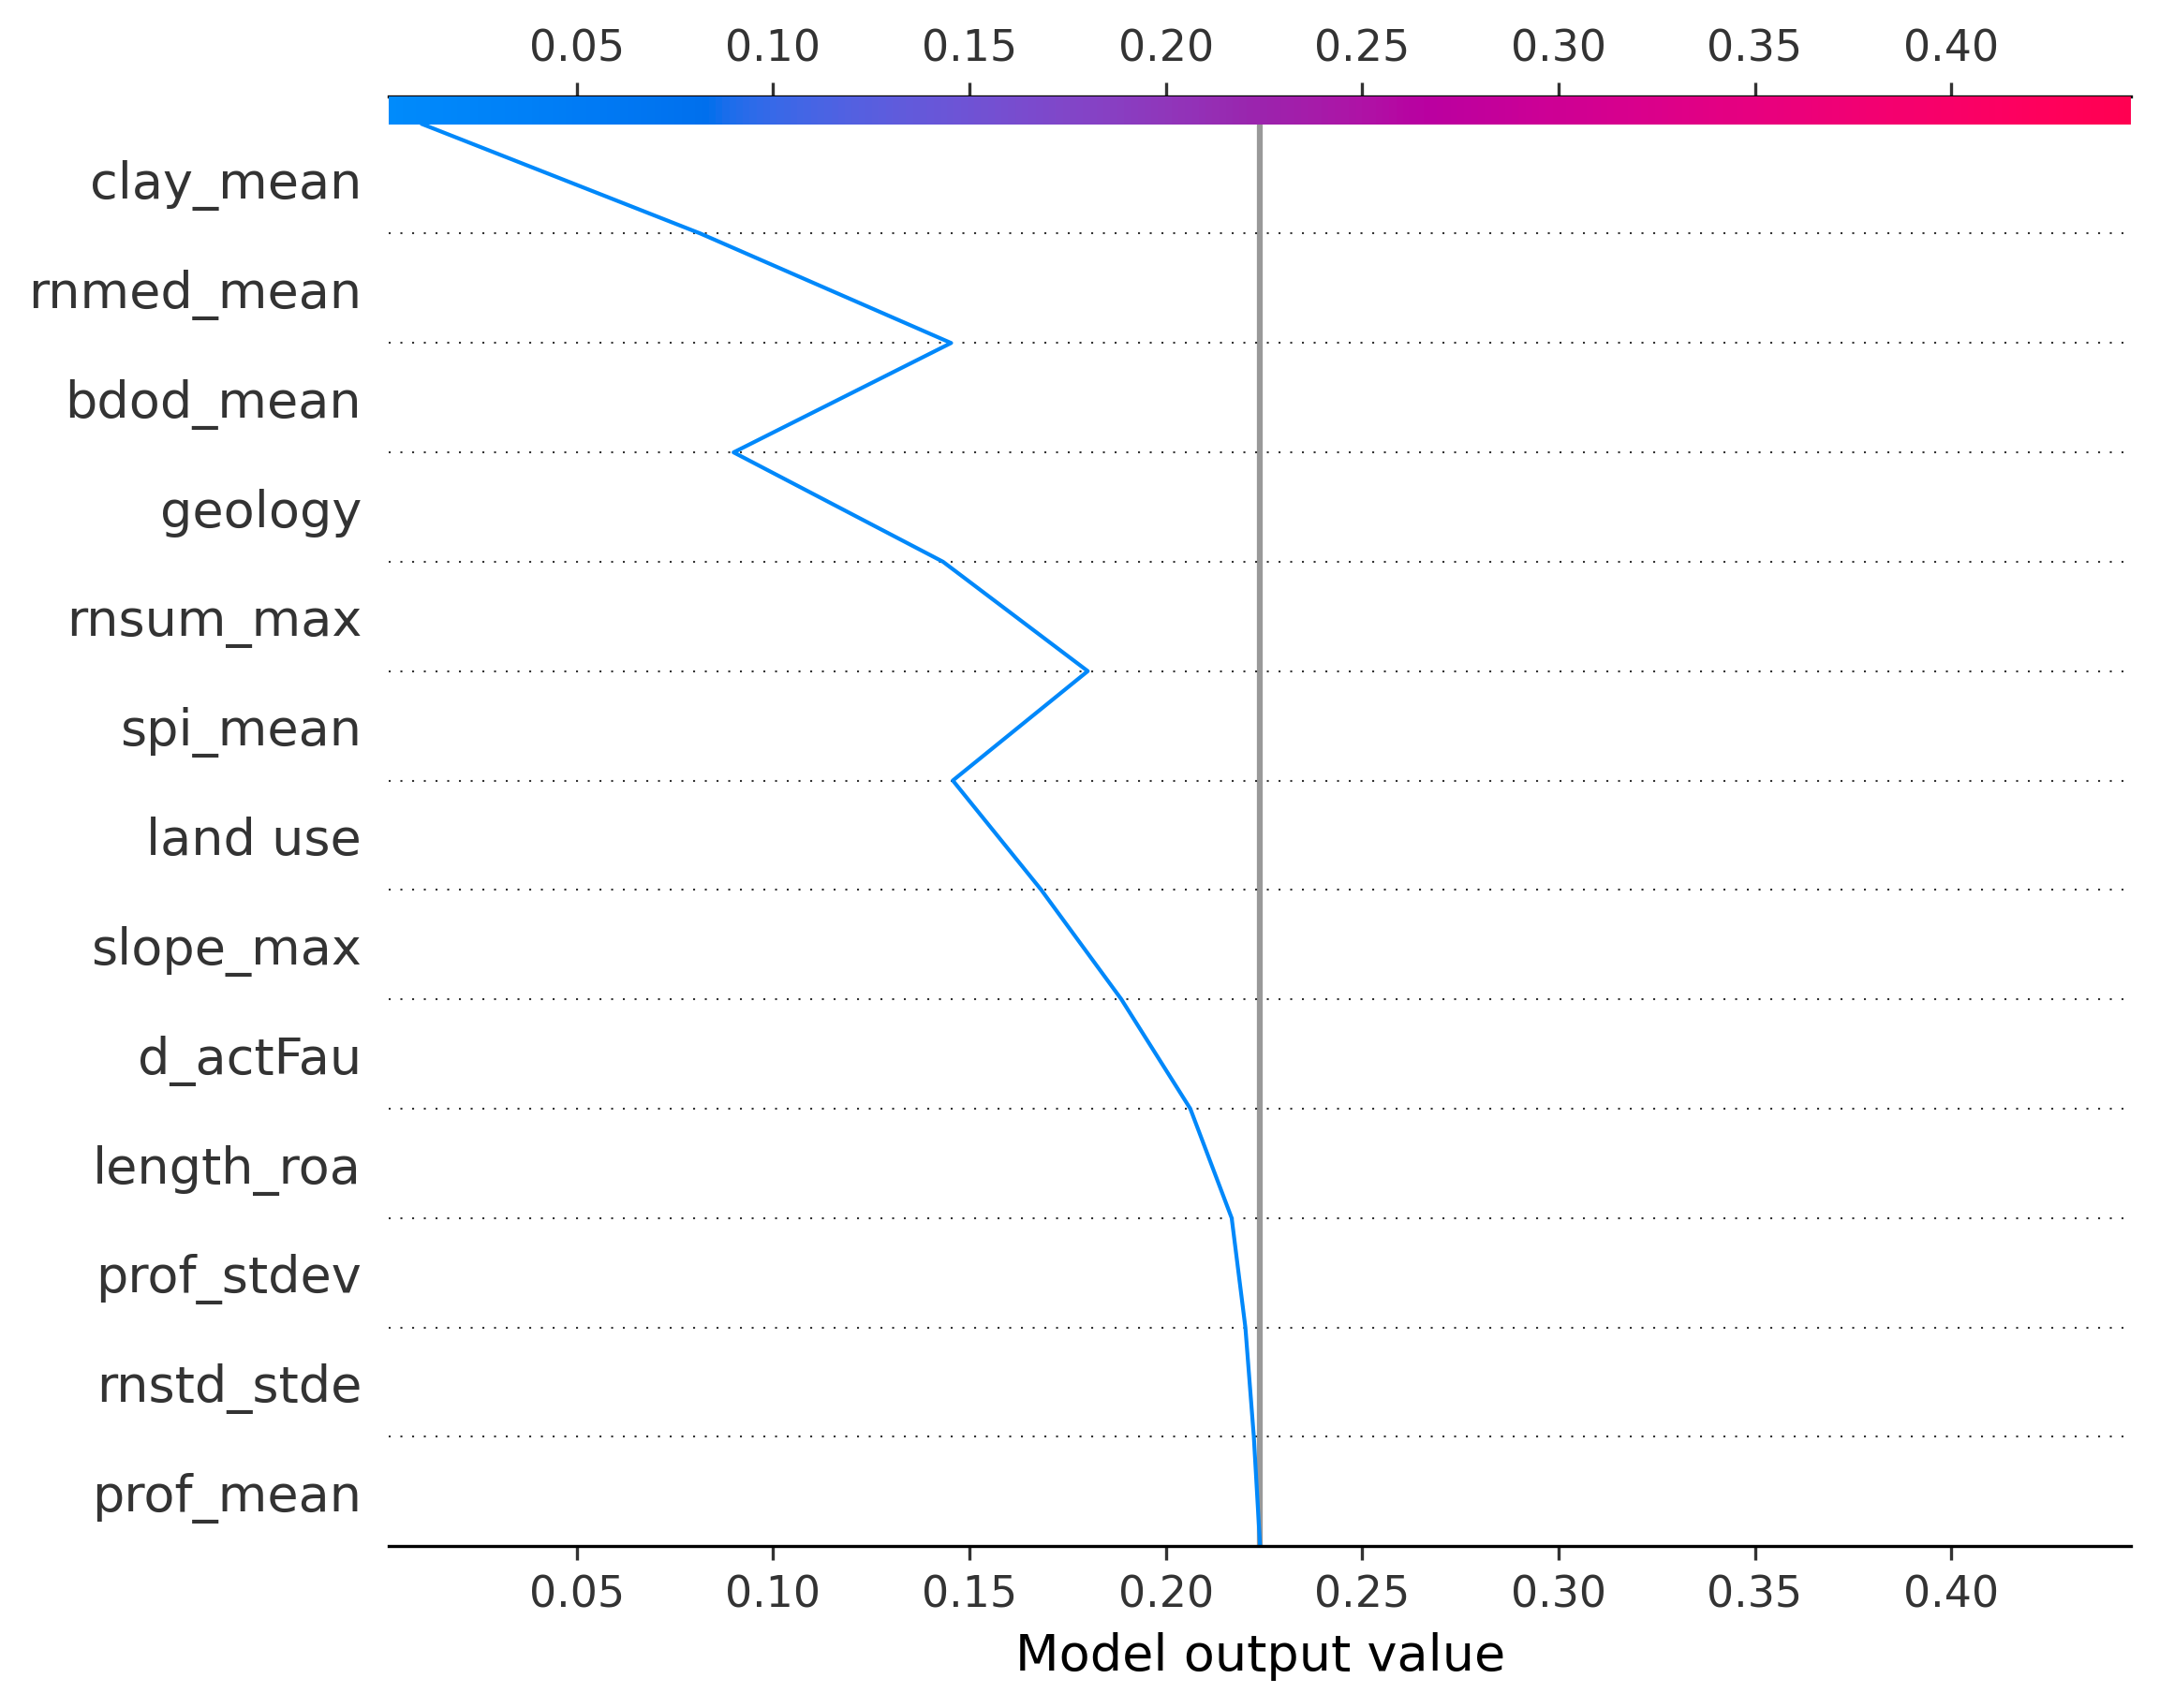 0.05 0.10 0.15 0.20 0.25 0.30 0.35 0.40
clay_mean
rnmed_mean
bdod_mean
geology
rnsum_max
spi_mean
land use
slope_max
d_actFau
length_roa
prof_stdev
rnstd_stde
prof_mean
0.05 0.10 0.15 0.20 0.25 0.30 0.35 0.40
Model output value